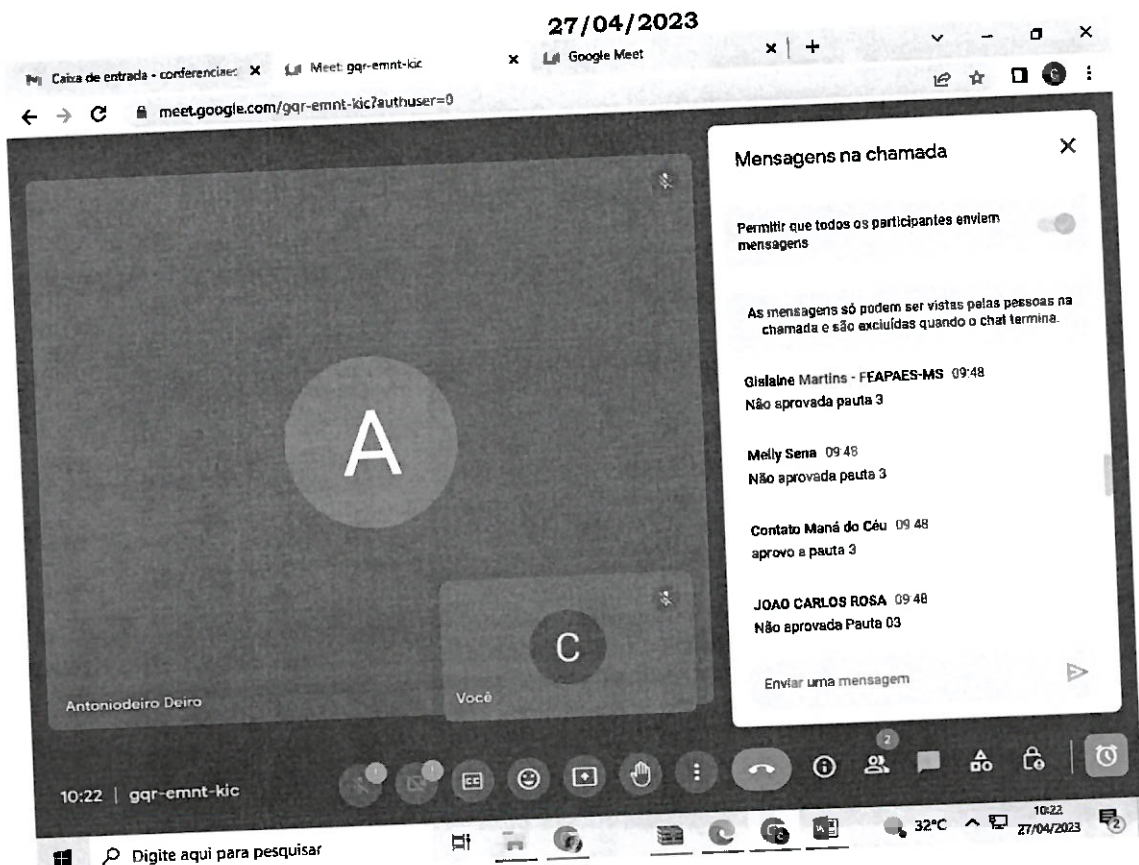 27/04/2023
Caixa de entrada - conferenciaec
Meet: gqr-emnt-kic
Google Meet
meet.google.com/gqr-emnt-kic?authuser=0
C
Mensagens na chamada
Permitir que todos os participantes enviem
mensagens
As mensagens só podem ser vistas pelas pessoas na
chamada e são excluídas quando o chat termina.
Gislaine Martins - FEAPAES-MS 09:48
Não aprovada pauta 3
Melly Sena 09:48
Não aprovada pauta 3
Contato Maná do Céu 09:48
aprovo a pauta 3
JOAO CARLOS ROSA 09:48
Não aprovada Pauta 03
Enviar uma mensagem
A
C
Antoniodeiro Deiro
Você
10:22 | gqr-emnt-kic
CC
2
Digite aqui para pesquisar
32°C
10:22
27/04/2023
2